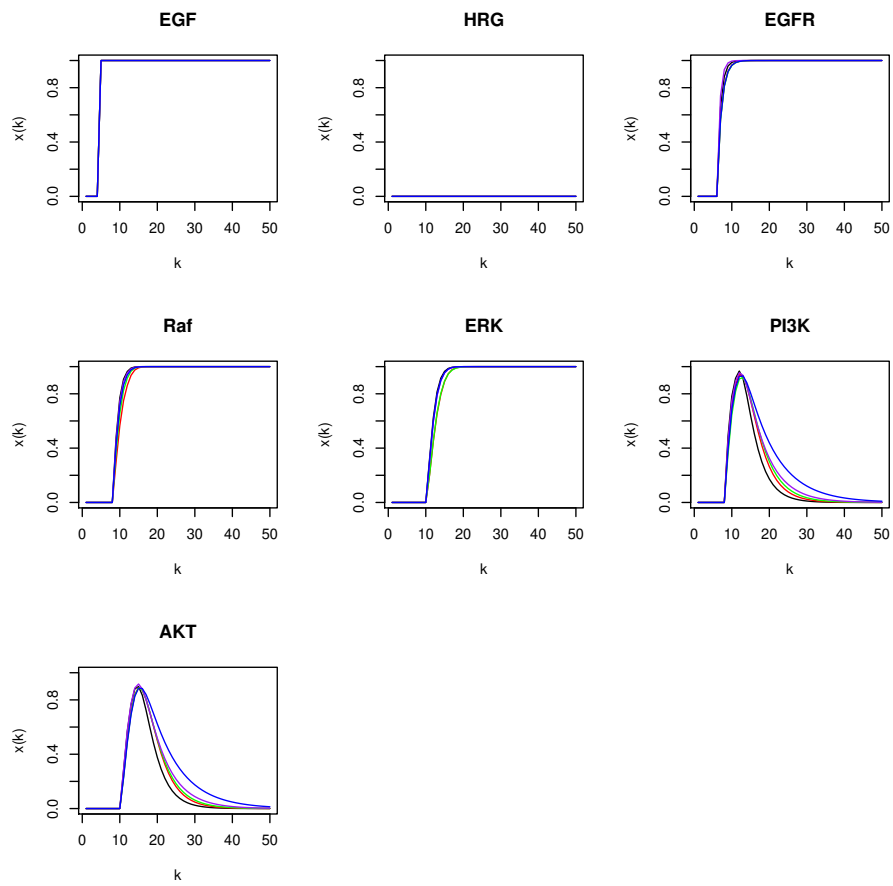 EGF HRG EGFR
x(k) 0.0 0.4 0.8 x(k) 0.0 0.4 0.8 x(k) 0.0 0.4 0.8
0 10 20 30 40 50 0 10 20 30 40 50 0 10 20 30 40 50
k k k
Raf ERK PI3K
x(k) 0.0 0.4 0.8 x(k) 0.0 0.4 0.8 x(k) 0.0 0.4 0.8
0 10 20 30 40 50 0 10 20 30 40 50 0 10 20 30 40 50
k k k
AKT
x(k) 0.0 0.4 0.8
0 10 20 30 40 50
k